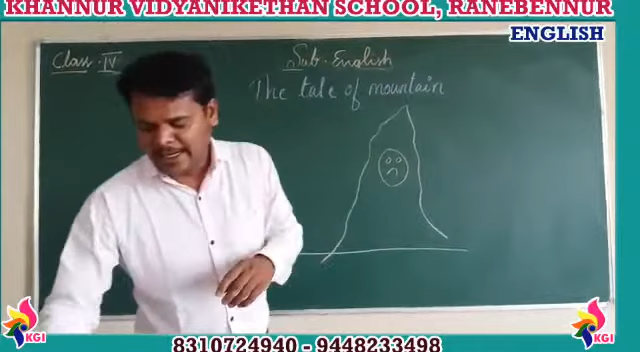 KHANNUR VIDYANIKETHAN SCHOOL, RANEBENNUR
ENGLISH
Class - IV
Sub - English
The tale of mountain
KGI
KGI
8310724940 - 9448233498